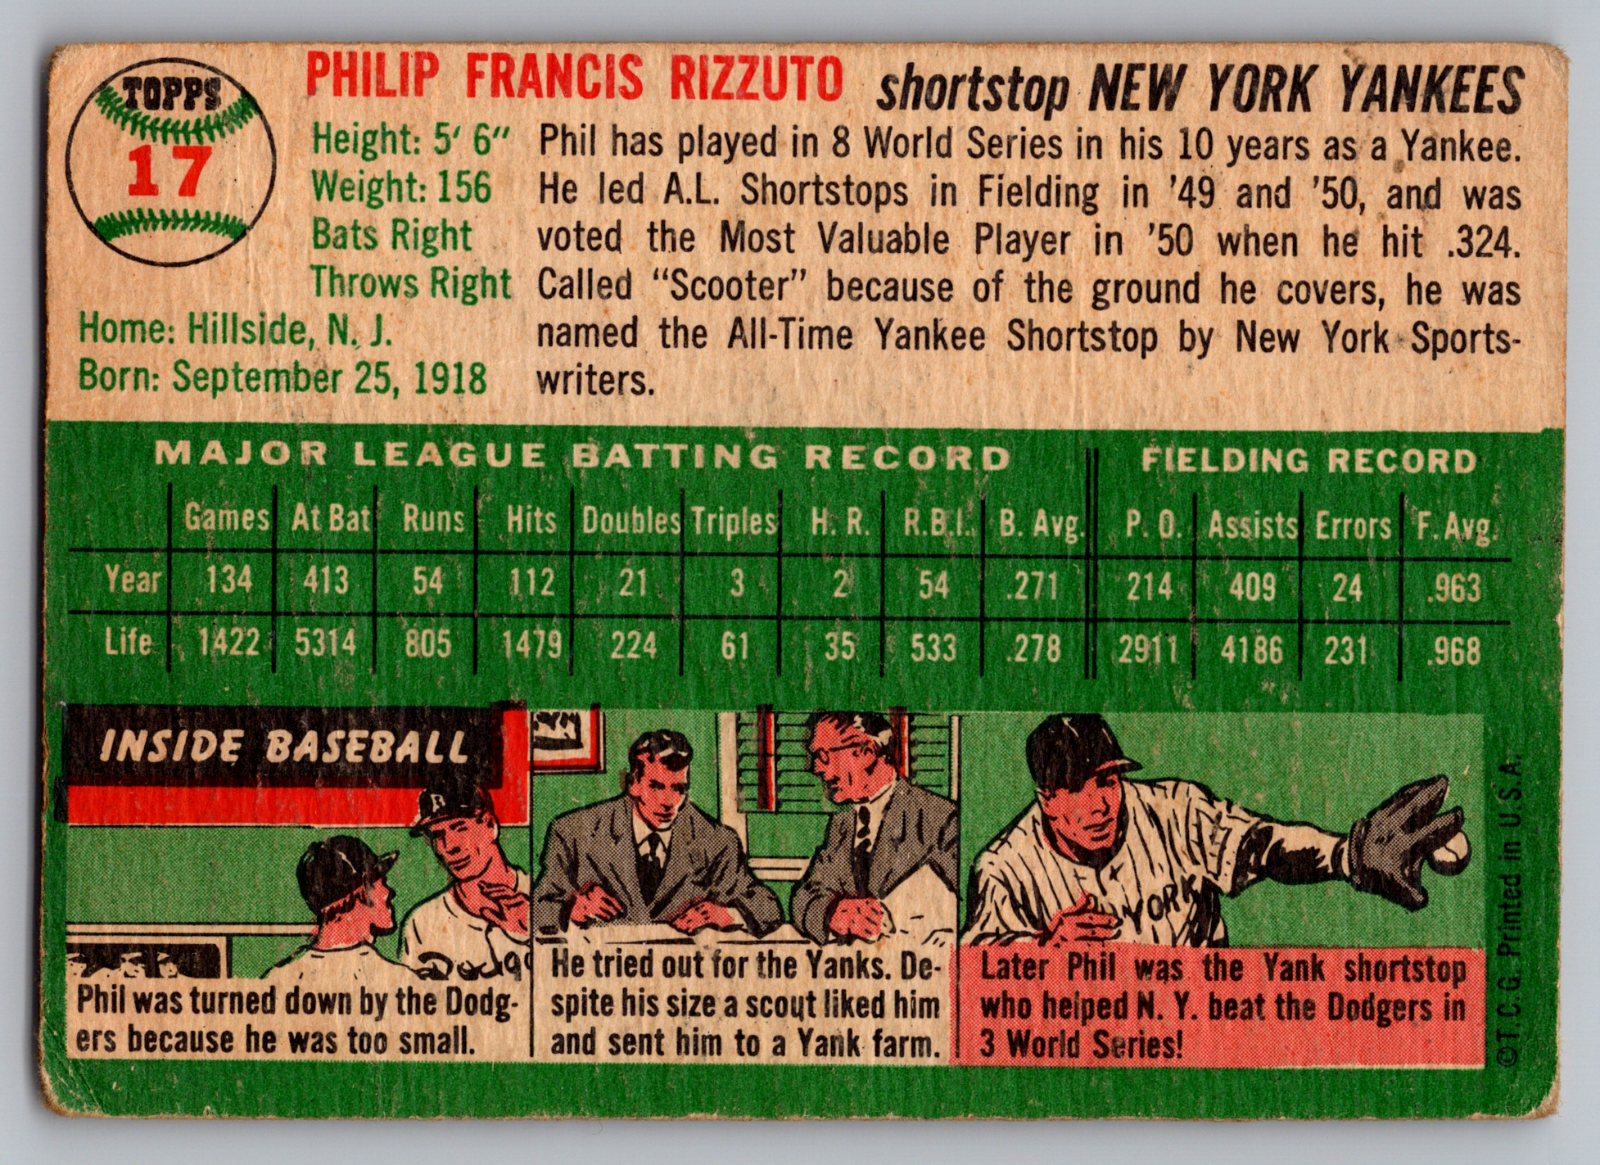 TOPPS
17
PHILIP FRANCIS RIZZUTO shortstop NEW YORK YANKEES
Height: 5' 6"
Weight: 156
Bats Right
Throws Right
Home: Hillside, N. J.
Born: September 25, 1918
Phil has played in 8 World Series in his 10 years as a Yankee.
He led A.L. Shortstops in Fielding in '49 and '50, and was
voted the Most Valuable Player in '50 when he hit .324.
Called "Scooter" because of the ground he covers, he was
named the All-Time Yankee Shortstop by New York Sports-
writers.
MAJOR LEAGUE BATTING RECORD FIELDING RECORD
Games At Bat Runs Hits Doubles Triples H. R. R.B.I. B. Avg. P. O. Assists Errors F. Avg.
Year 134 413 54 112 21 3 2 54 .271 214 409 24 .963
Life 1422 5314 805 1479 224 61 35 533 .278 2911 4186 231 .968
INSIDE BASEBALL
B
Dodg
Phil was turned down by the Dodg-
ers because he was too small.
He tried out for the Yanks. De-
spite his size a scout liked him
and sent him to a Yank farm.
YORK
Later Phil was the Yank shortstop
who helped N. Y. beat the Dodgers in
3 World Series!
© T. C. G. Printed in U. S. A.